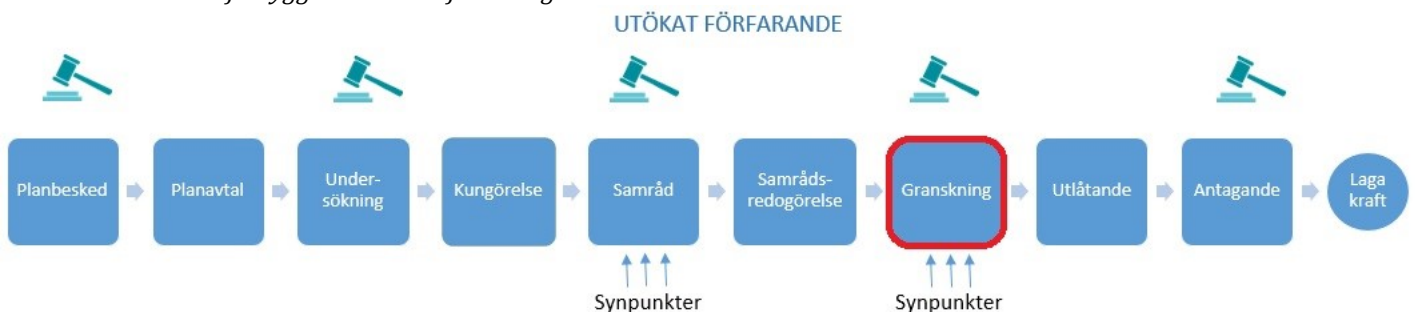 UTÖKAT FÖRFARANDE
Planbesked
Planavtal
Under-
sökning
Kungörelse
Samråd
Samråds-
redogörelse
Granskning
Utlåtande
Antagande
Laga
kraft
Synpunkter
Synpunkter